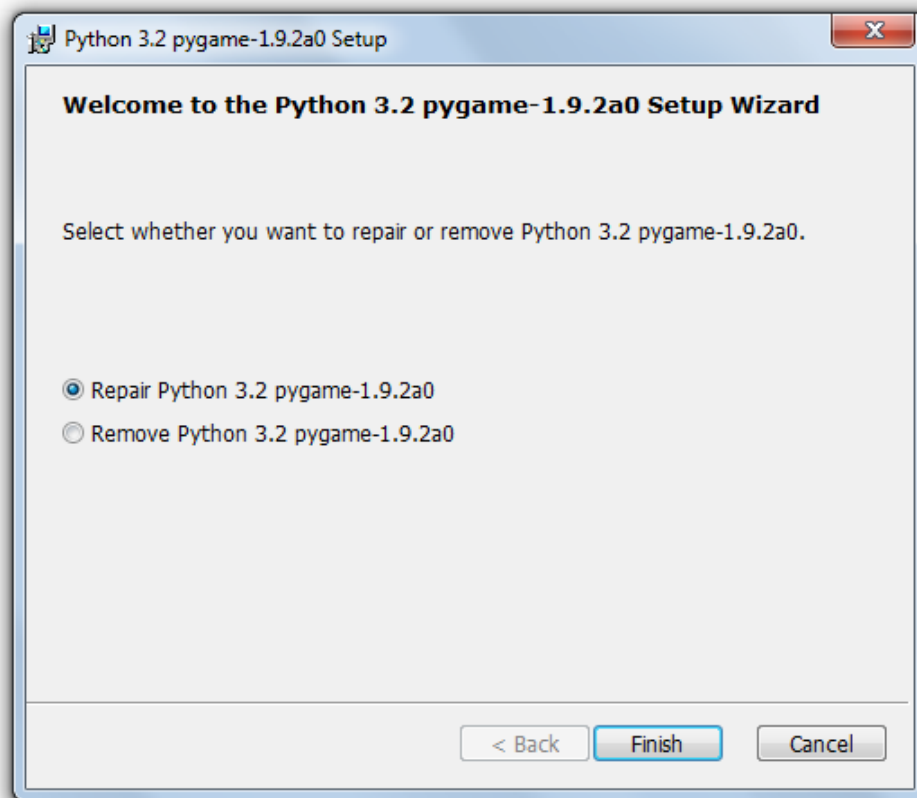 Python 3.2 pygame-1.9.2a0 Setup
Welcome to the Python 3.2 pygame-1.9.2a0 Setup Wizard
Select whether you want to repair or remove Python 3.2 pygame-1.9.2a0.
Repair Python 3.2 pygame-1.9.2a0
Remove Python 3.2 pygame-1.9.2a0
< Back Finish Cancel